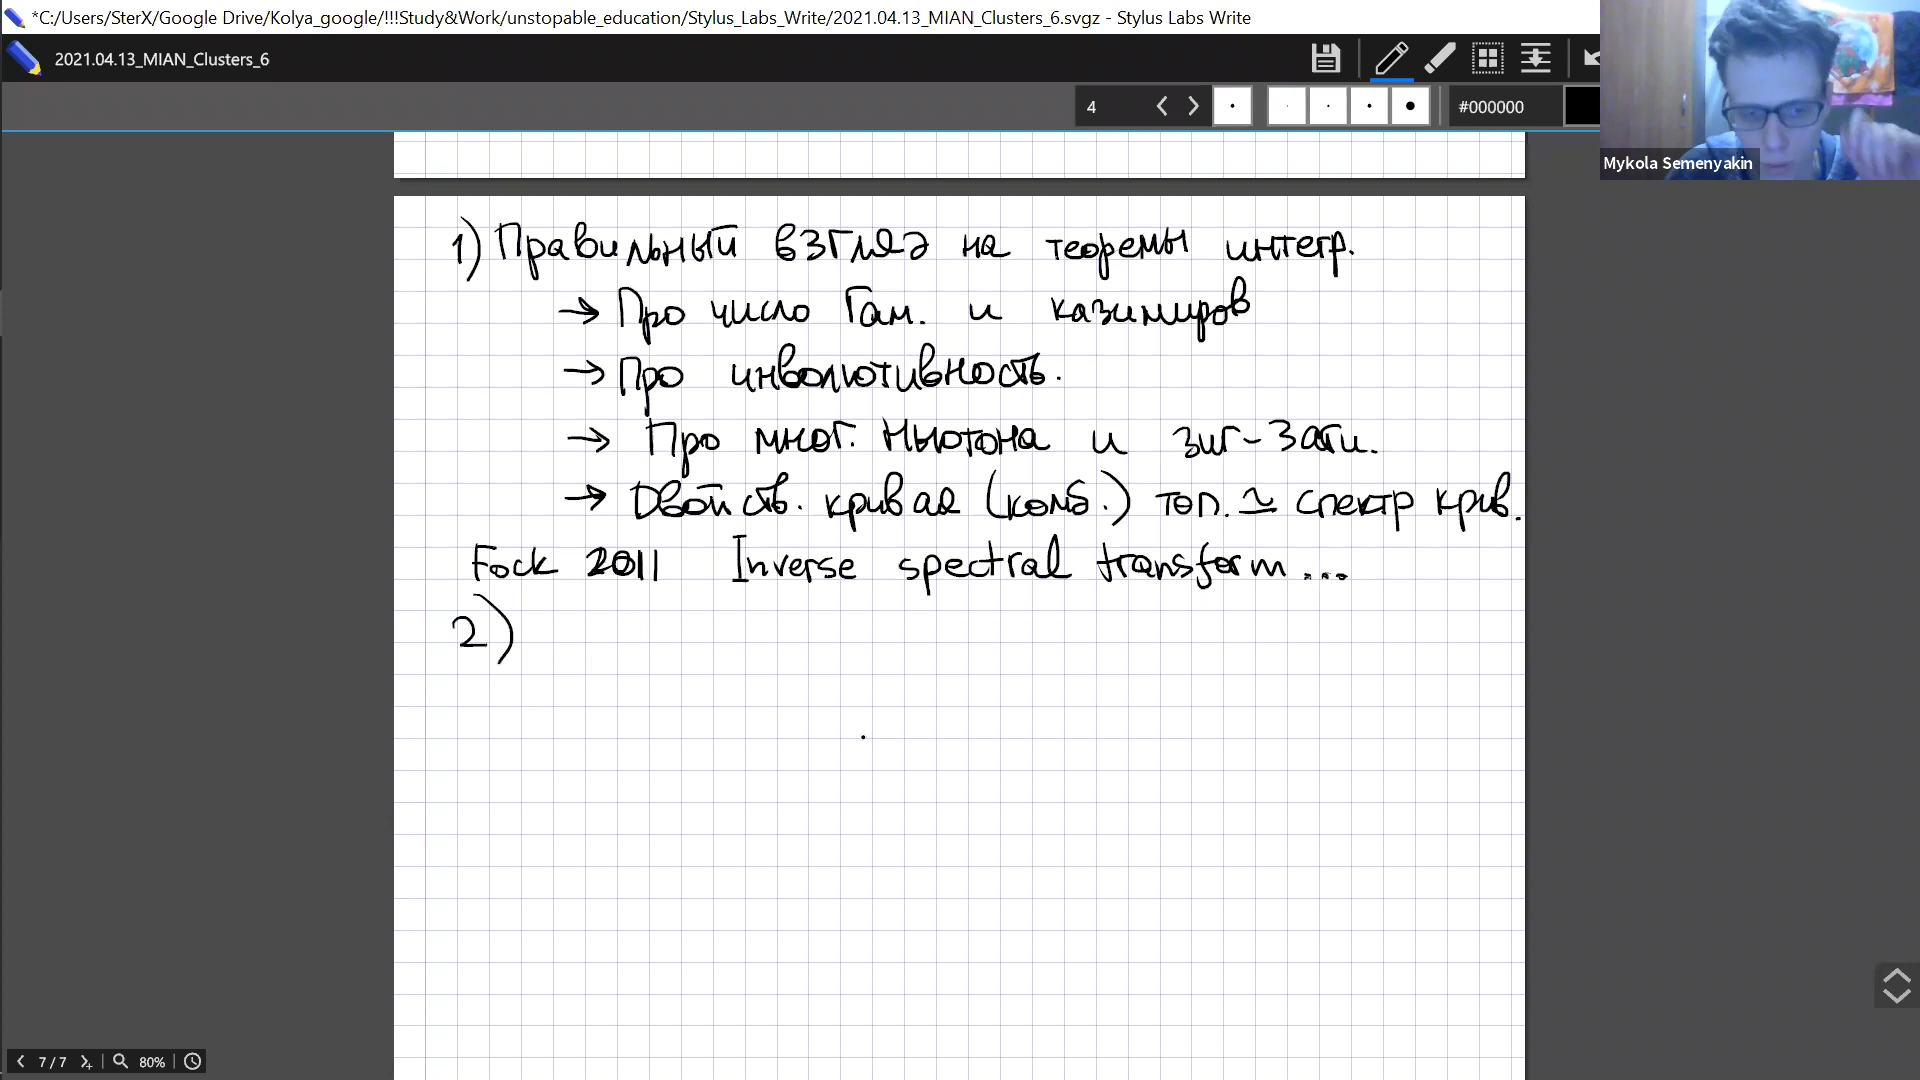 *C:/Users/SterX/Google Drive/Kolya_google/!!!Study&Work/unstopable_education/Stylus_Labs_Write/2021.04.13_MIAN_Clusters_6.svgz - Stylus Labs Write
2021.04.13_MIAN_Clusters_6
4
#000000
Mykola Semenyakin
1) Правильный взгляд на теоремы интегр.
→ Про число Гам. и казимиров
→ Про инволютивность.
→ Про мног. Ньютона и зиг-заги.
→ Двойств. кривая (комб.) топ. ≃ спектр крив.
Fock 2011 Inverse spectral transform ...
2)
7 / 7 80%